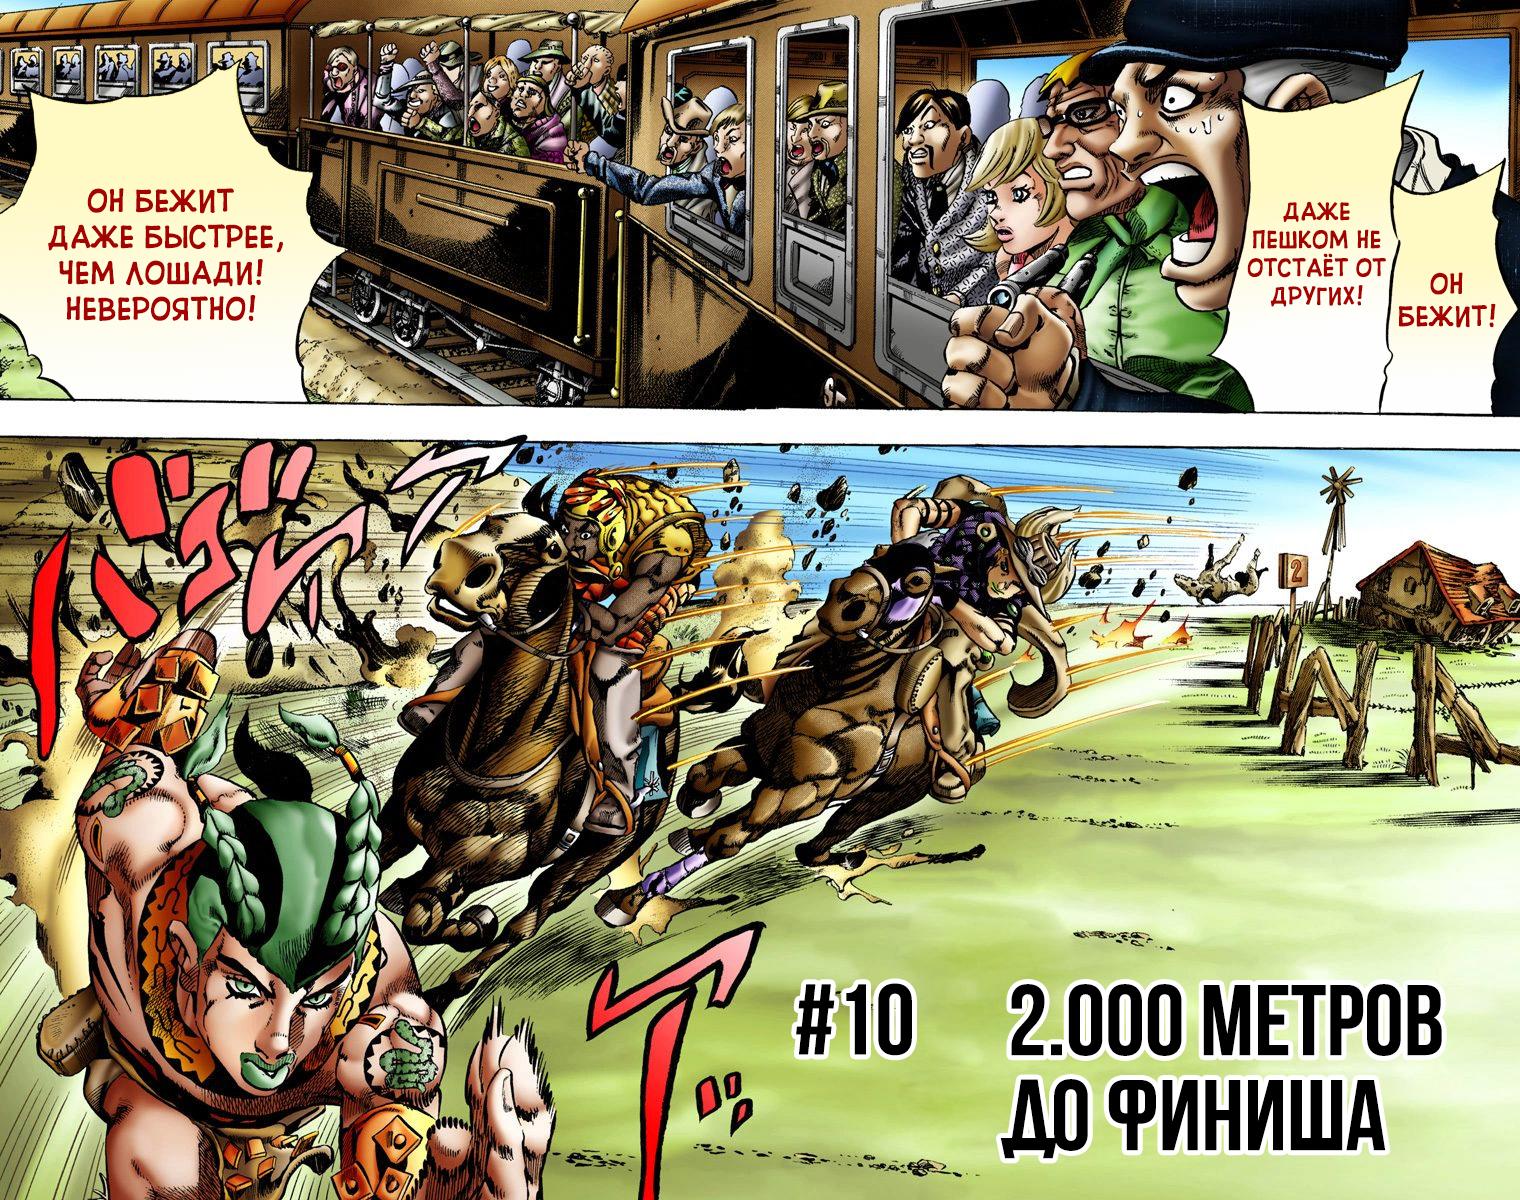 ОН
БЕЖИТ!
ДАЖЕ
ПЕШКОМ НЕ
ОТСТАЁТ ОТ
ДРУГИХ!
ОН БЕЖИТ
ДАЖЕ БЫСТРЕЕ,
ЧЕМ ЛОШАДИ!
НЕВЕРОЯТНО!
2
#10
2.000 МЕТРОВ
ДО ФИНИША